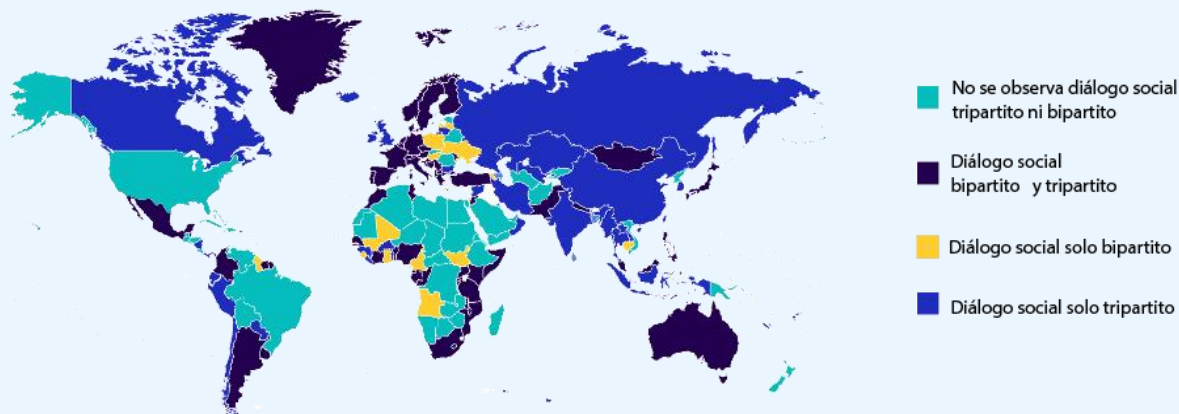 No se observa diálogo social
tripartito ni bipartito
Diálogo social
bipartito y tripartito
Diálogo social solo bipartito
Diálogo social solo tripartito